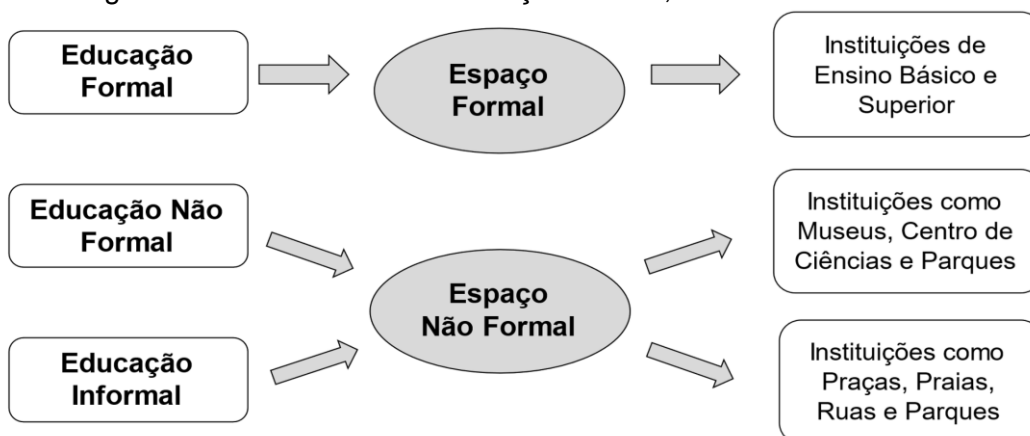 Educação
Formal
Espaço
Formal
Instituições de
Ensino Básico e
Superior
Educação Não
Formal
Espaço
Não Formal
Instituições como
Museus, Centro de
Ciências e Parques
Educação
Informal
Instituições como
Praças, Praias,
Ruas e Parques